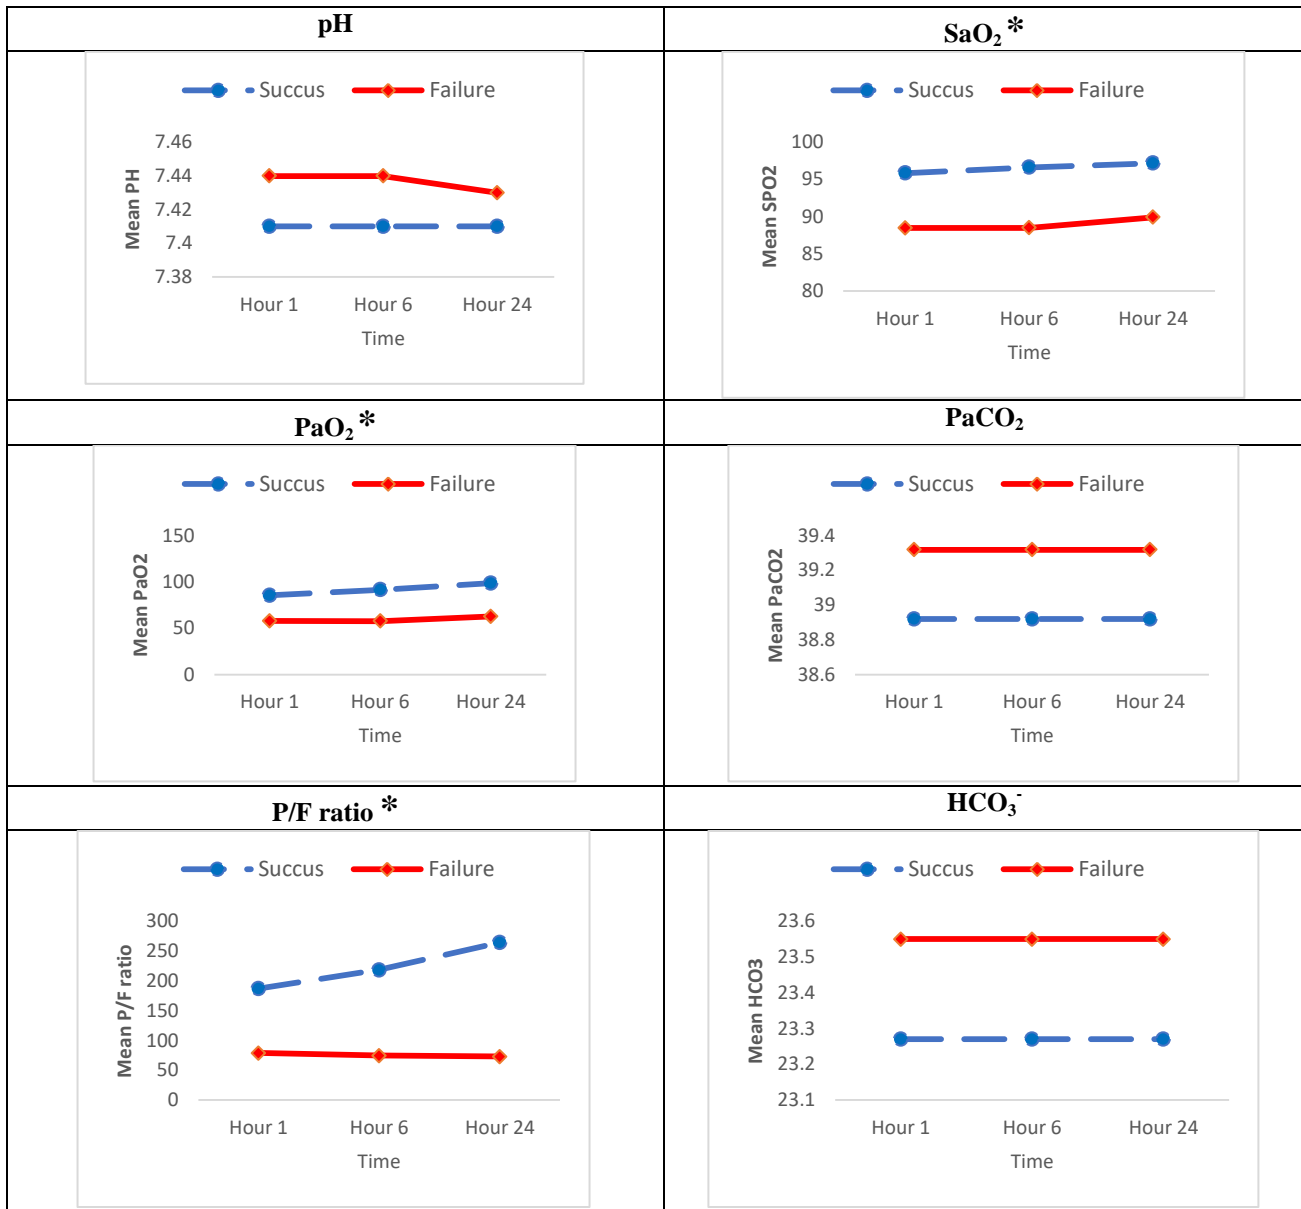 pH
Succus Failure
7.46
7.44
7.42
7.4
7.38
Mean PH
Hour 1 Hour 6 Hour 24
Time
SaO₂ *
Succus Failure
100
95
90
85
80
Mean SPO2
Hour 1 Hour 6 Hour 24
Time
PaO₂ *
Succus Failure
150
100
50
0
Mean PaO2
Hour 1 Hour 6 Hour 24
Time
PaCO₂
Succus Failure
39.4
39.2
39
38.8
38.6
Mean PaCO2
Hour 1 Hour 6 Hour 24
Time
P/F ratio *
Succus Failure
300
250
200
150
100
50
0
Mean P/F ratio
Hour 1 Hour 6 Hour 24
Time
HCO₃⁻
Succus Failure
23.6
23.5
23.4
23.3
23.2
23.1
Mean HCO3
Hour 1 Hour 6 Hour 24
Time